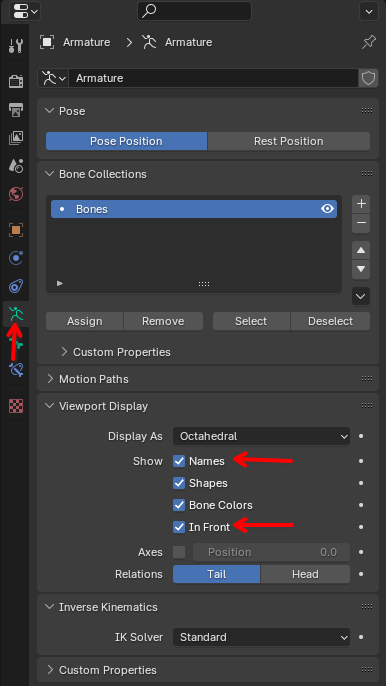 Armature > Armature
Armature
Pose
Pose Position Rest Position
Bone Collections
Bones
Assign Remove Select Deselect
Custom Properties
Motion Paths
Viewport Display
Display As Octahedral
Show Names
Shapes
Bone Colors
In Front
Axes Position 0.0
Relations Tail Head
Inverse Kinematics
IK Solver Standard
Custom Properties